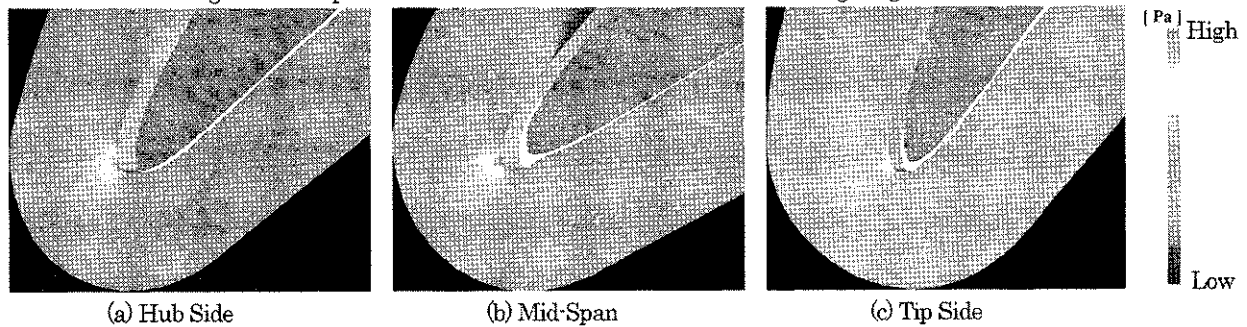 [ Pa ] High
Low
(a) Hub Side
(b) Mid-Span
(c) Tip Side